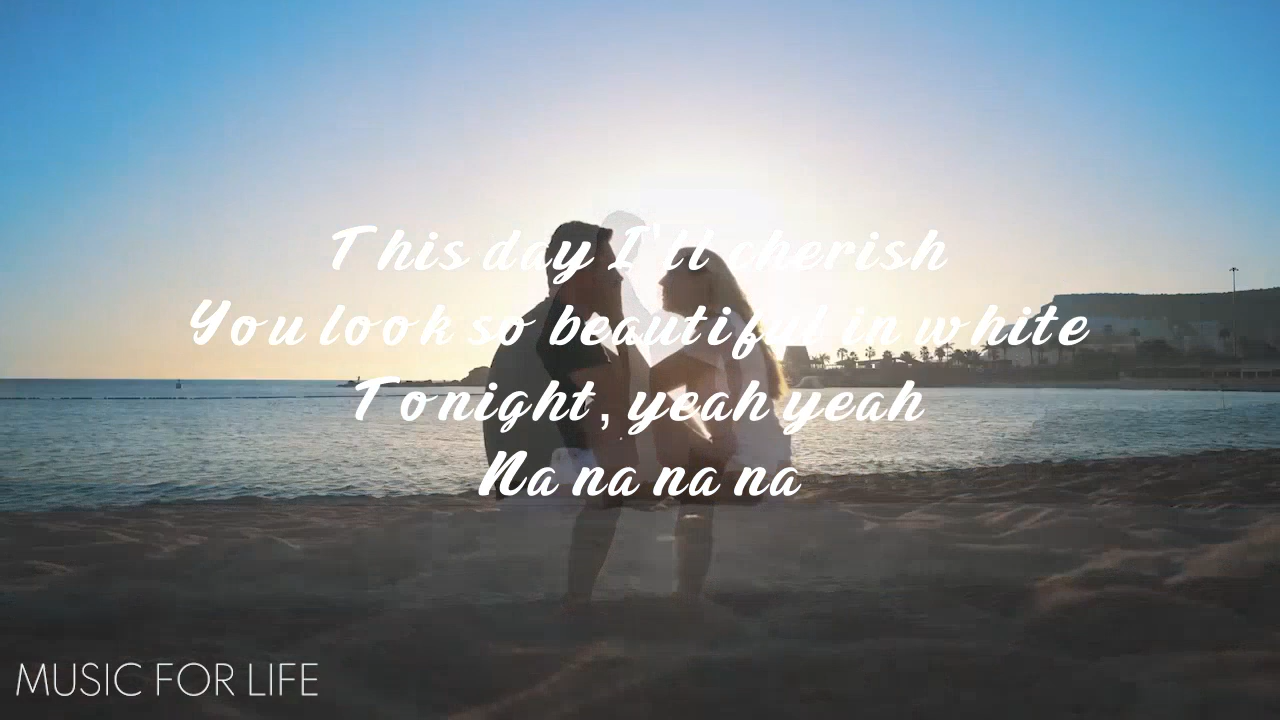 This day I'll cherish
You look so beautiful in white
Tonight, yeah yeah
Na na na na
MUSIC FOR LIFE